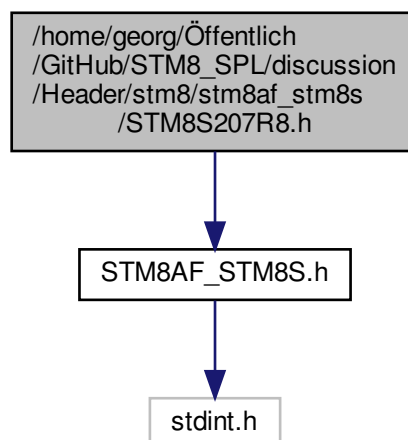 /home/georg/Öffentlich
/GitHub/STM8_SPL/discussion
/Header/stm8/stm8af_stm8s
/STM8S207R8.h
STM8AF_STM8S.h
stdint.h